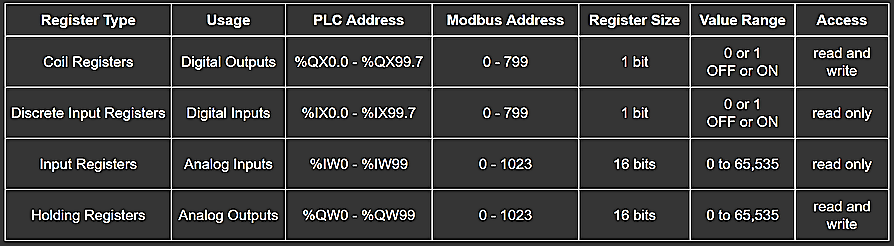 Register Type Usage PLC Address Modbus Address Register Size Value Range Access
Coil Registers Digital Outputs %QX0.0 - %QX99.7 0 - 799 1 bit 0 or 1 OFF or ON read and write
Discrete Input Registers Digital Inputs %IX0.0 - %IX99.7 0 - 799 1 bit 0 or 1 OFF or ON read only
Input Registers Analog Inputs %IW0 - %IW99 0 - 1023 16 bits 0 to 65,535 read only
Holding Registers Analog Outputs %QW0 - %QW99 0 - 1023 16 bits 0 to 65,535 read and write